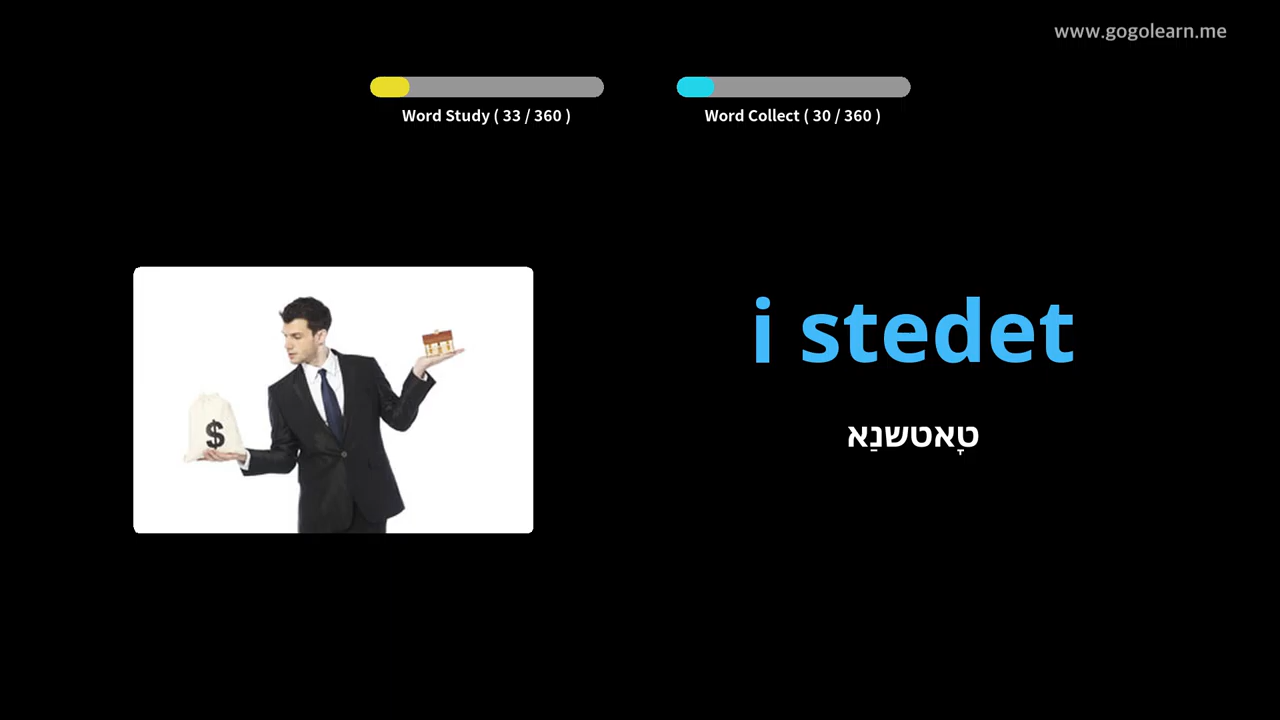 www.gogolearn.me
Word Study ( 33 / 360 )
Word Collect ( 30 / 360 )
$
i stedet
טָאטשנַא